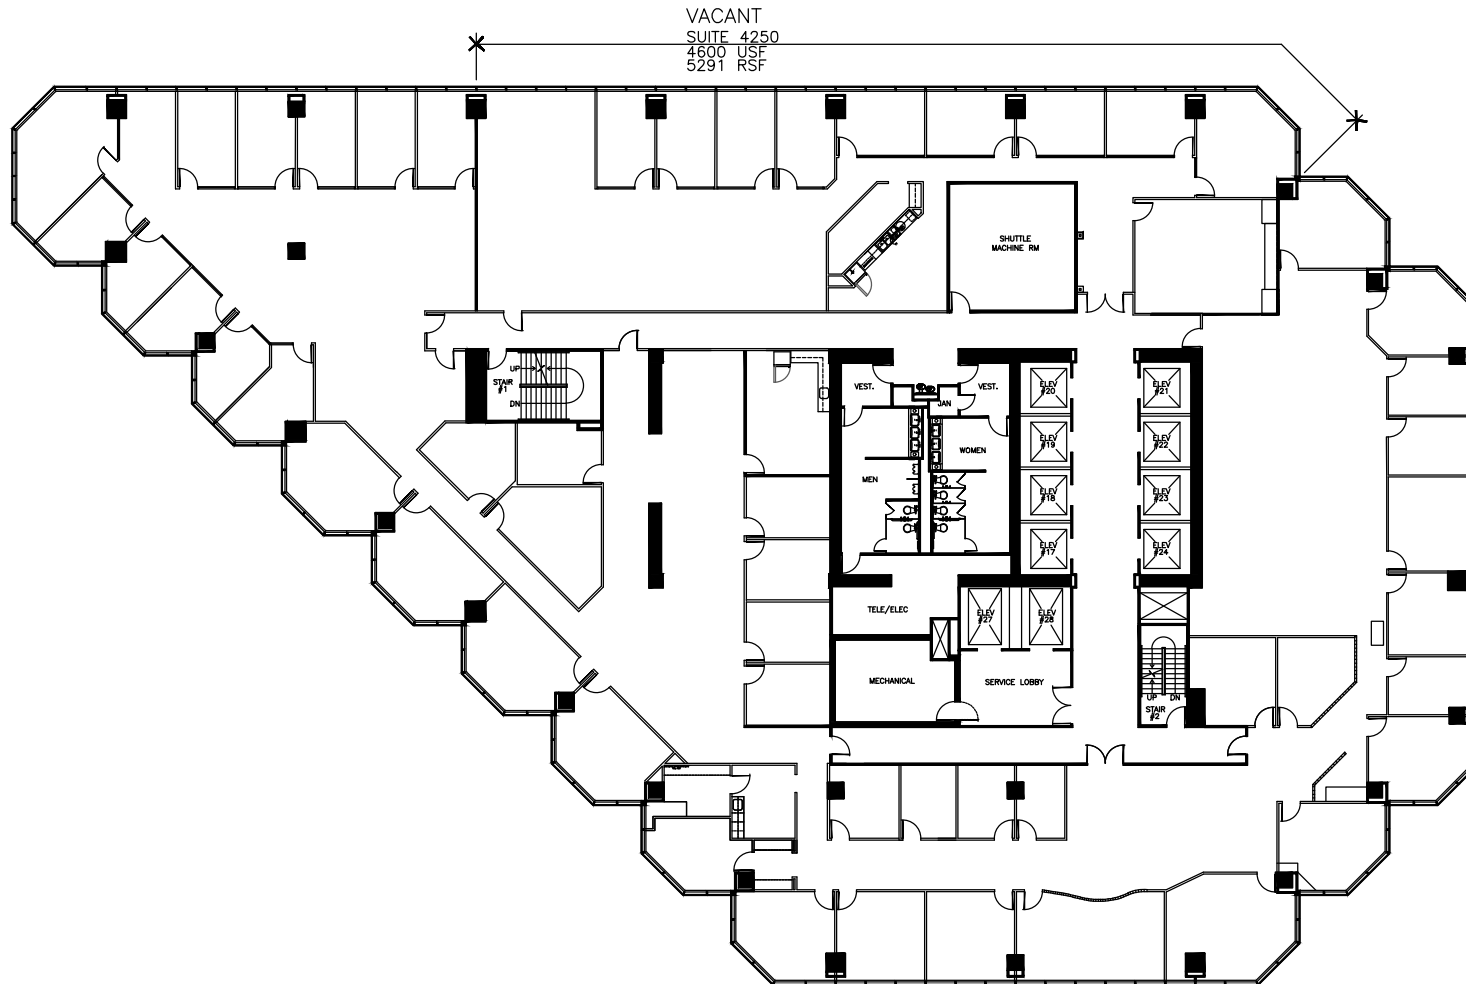 VACANT
SUITE 4250
4600 USF
5291 RSF
SHUTTLE
MACHINE RM
UP
STAIR
#1
DN
VEST.
VEST.
JAN
MEN
WOMEN
ELEV
#20
ELEV
#21
ELEV
#19
ELEV
#22
ELEV
#18
ELEV
#23
ELEV
#17
ELEV
#24
TELE/ELEC
ELEV
#27
ELEV
#28
MECHANICAL
SERVICE LOBBY
UP DN
STAIR
#2